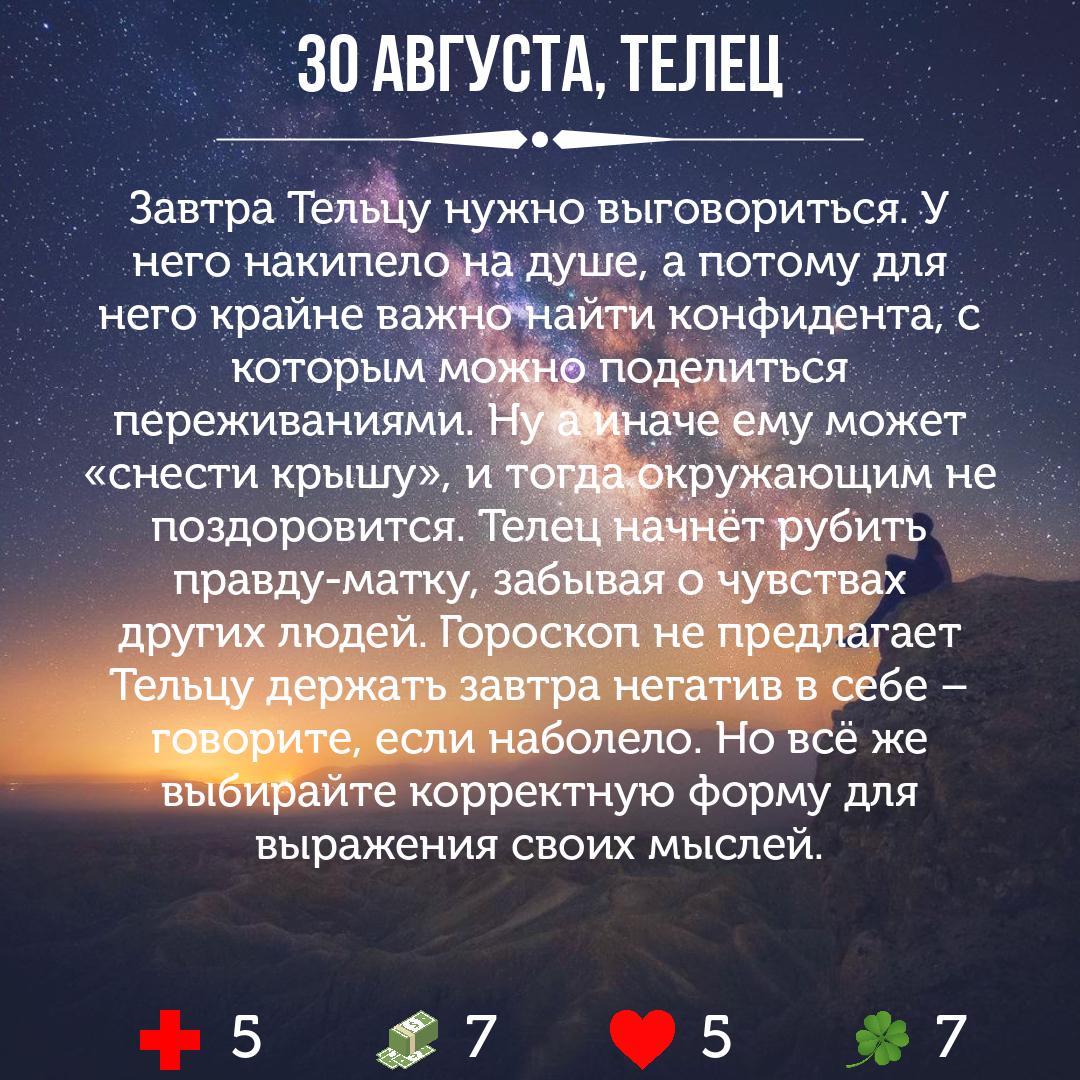 30 АВГУСТА, ТЕЛЕЦ
Завтра Тельцу нужно выговориться. У
него накипело на душе, а потому для
него крайне важно найти конфидента, с
которым можно поделиться
переживаниями. Ну а иначе ему может
«снести крышу», и тогда окружающим не
поздоровится. Телец начнёт рубить
правду-матку, забывая о чувствах
других людей. Гороскоп не предлагает
Тельцу держать завтра негатив в себе –
говорите, если наболело. Но всё же
выбирайте корректную форму для
выражения своих мыслей.
5 7 5 7